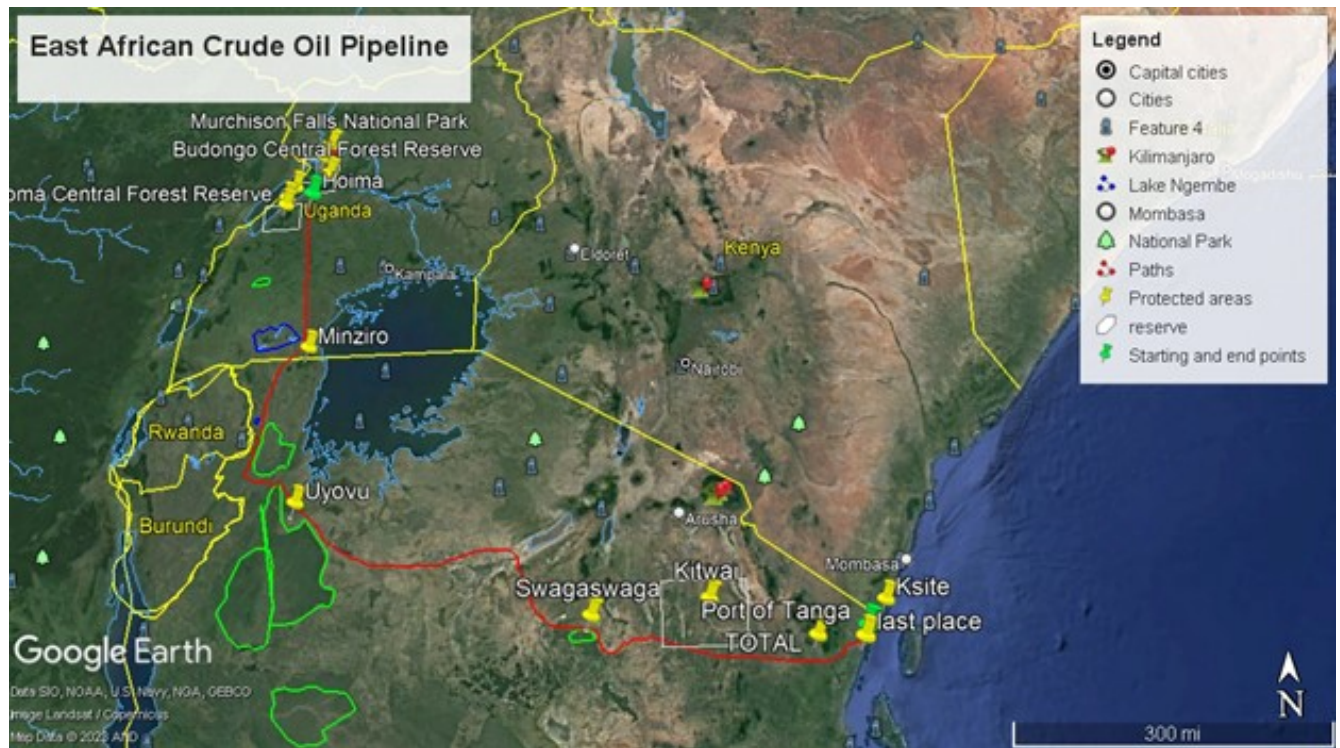 East African Crude Oil Pipeline
Legend
Capital cities
Cities
Feature 4
Kilimanjaro
Lake Ngembe
Mombasa
National Park
Paths
Protected areas
reserve
Starting and end points
Murchison Falls National Park
Budongo Central Forest Reserve
oma Central Forest Reserve
Hoima
Uganda
Kampala
Eldoret
Kenya
Minziro
Nairobi
Rwanda
Uyovu
Burundi
Arusha
Mombasa
Swagaswaga
Kitwai
Ksite
Port of Tanga
last place
TOTAL
Google Earth
Data SIO, NOAA, U.S. Navy, NGA, GEBCO
Image Landsat / Copernicus
Map Data © 2023 AND
N
300 mi